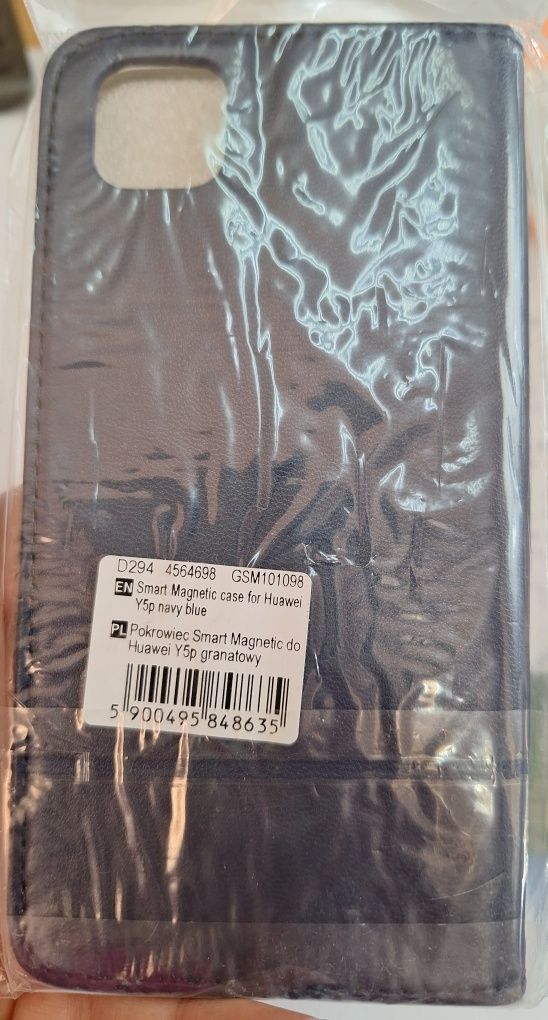 D294 4564698 GSM101098
EN Smart Magnetic case for Huawei
Y5p navy blue
PL Pokrowiec Smart Magnetic do
Huawei Y5p granatowy
5 900495 848635